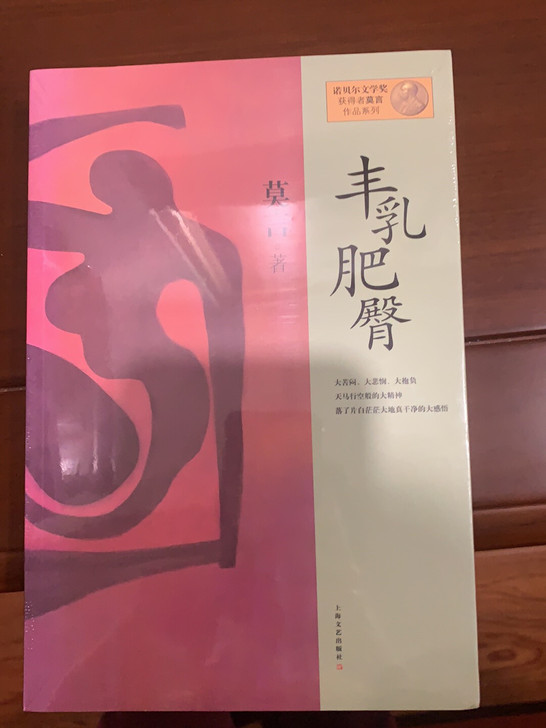 诺贝尔文学奖
获得者莫言
作品系列
丰乳肥臀
莫言 著
大苦闷、大悲悯、大抱负
天马行空般的大精神
落了片白茫茫大地真干净的大感悟
上海文艺出版社